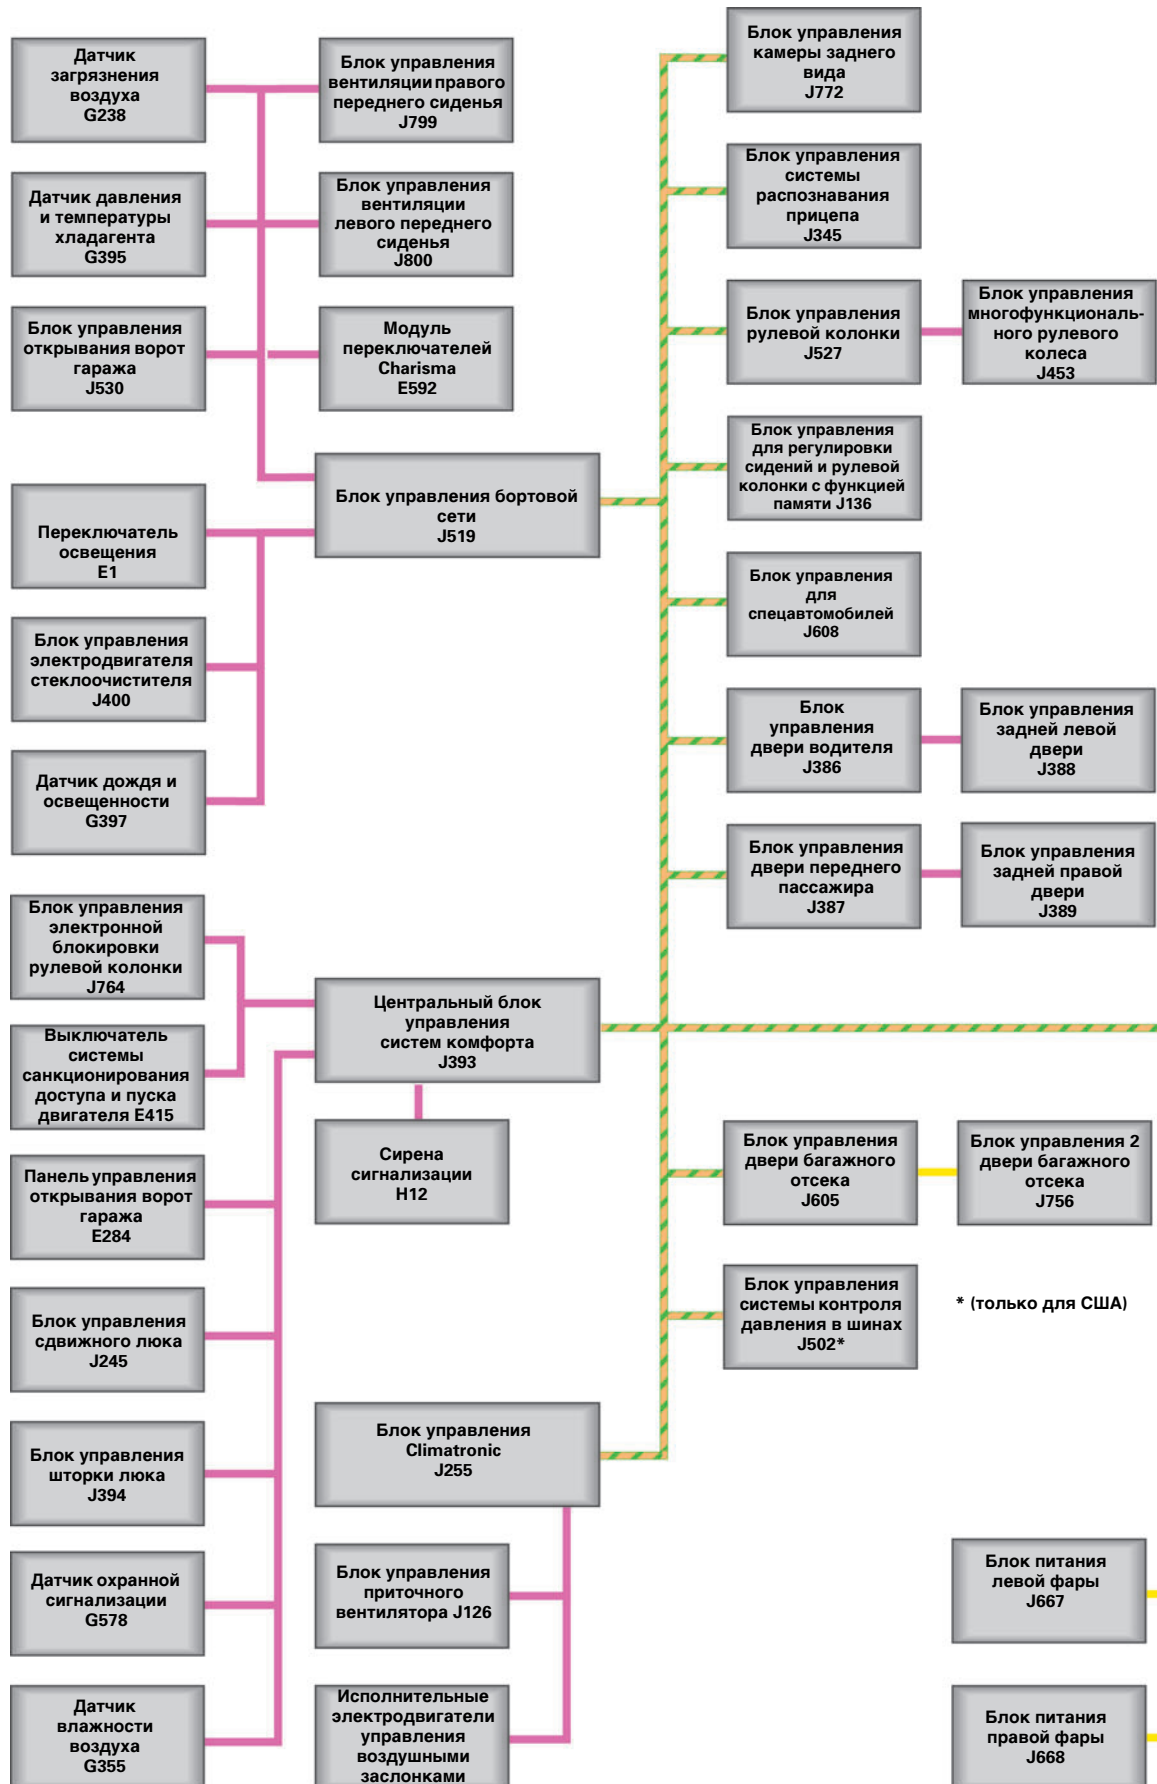 Датчик
загрязнения
воздуха
G238
Блок управления
вентиляции правого
переднего сиденья
J799
Блок управления
камеры заднего
вида
J772
Датчик давления
и температуры
хладагента
G395
Блок управления
вентиляции
левого переднего
сиденья
J800
Блок управления
системы
распознавания
прицепа
J345
Блок управления
открывания ворот
гаража
J530
Модуль
переключателей
Charisma
E592
Блок управления
рулевой колонки
J527
Блок управления
многофункциональ-
ного рулевого
колеса
J453
Блок управления бортовой
сети
J519
Блок управления
для регулировки
сидений и рулевой
колонки с функцией
памяти J136
Переключатель
освещения
E1
Блок управления
для
спецавтомобилей
J608
Блок управления
электродвигателя
стеклоочистителя
J400
Блок
управления
двери водителя
J386
Блок управления
задней левой
двери
J388
Датчик дождя и
освещенности
G397
Блок управления
двери переднего
пассажира
J387
Блок управления
задней правой
двери
J389
Блок управления
электронной
блокировки
рулевой колонки
J764
Центральный блок
управления
систем комфорта
J393
Выключатель
системы
санкционирования
доступа и пуска
двигателя E415
Сирена
сигнализации
H12
Блок управления
двери багажного
отсека
J605
Блок управления 2
двери багажного
отсека
J756
Панель управления
открывания ворот
гаража
E284
Блок управления
системы контроля
давления в шинах
J502*
* (только для США)
Блок управления
сдвижного люка
J245
Блок управления
Climatronic
J255
Блок управления
шторки люка
J394
Датчик охранной
сигнализации
G578
Блок управления
приточного
вентилятора J126
Блок питания
левой фары
J667
Датчик
влажности
воздуха
G355
Исполнительные
электродвигатели
управления
воздушными
заслонками
Блок питания
правой фары
J668